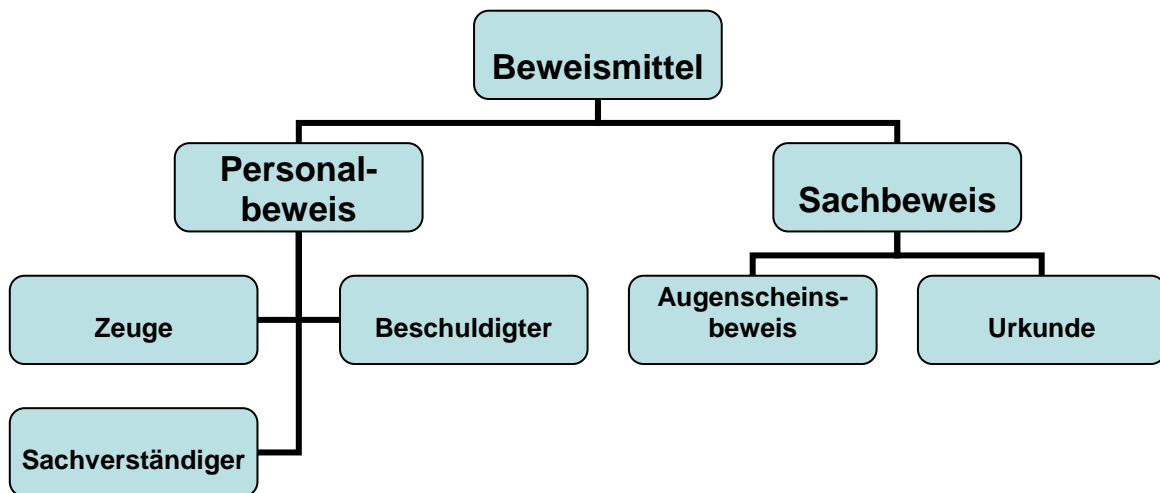 Beweismittel
Personal-
beweis
Sachbeweis
Zeuge
Beschuldigter
Augenscheins-
beweis
Urkunde
Sachverständiger